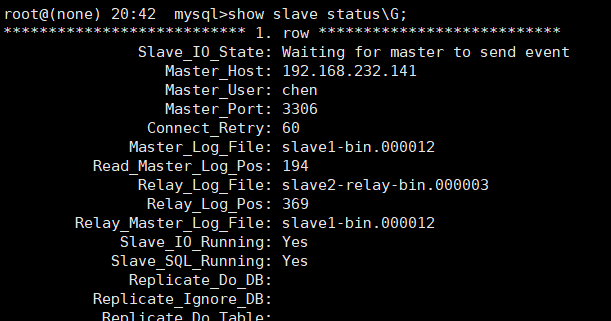 root@(none) 20:42  mysql>show slave status\G;
*************************** 1. row ***************************
Slave_IO_State: Waiting for master to send event
Master_Host: 192.168.232.141
Master_User: chen
Master_Port: 3306
Connect_Retry: 60
Master_Log_File: slave1-bin.000012
Read_Master_Log_Pos: 194
Relay_Log_File: slave2-relay-bin.000003
Relay_Log_Pos: 369
Relay_Master_Log_File: slave1-bin.000012
Slave_IO_Running: Yes
Slave_SQL_Running: Yes
Replicate_Do_DB:
Replicate_Ignore_DB:
Replicate_Do_Table: